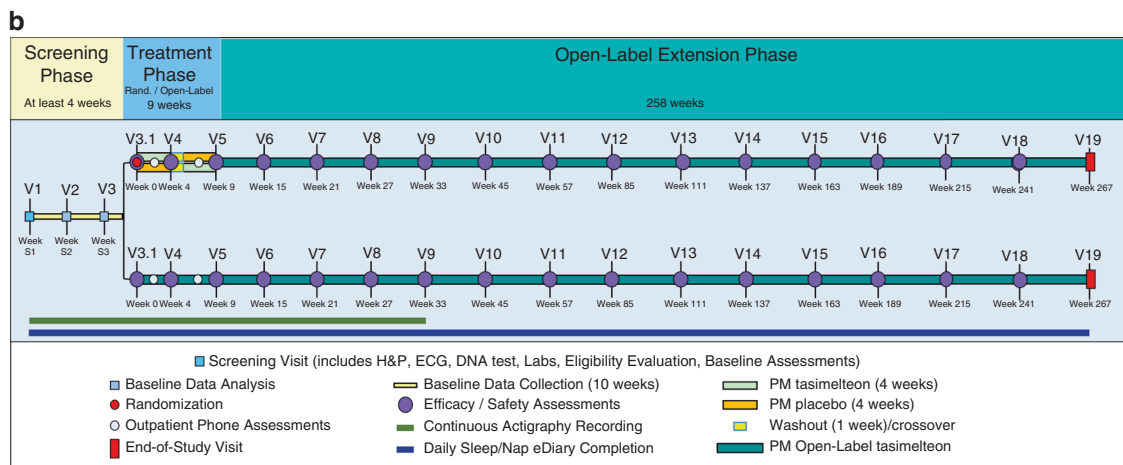 b
Screening
Phase
At least 4 weeks
Treatment
Phase
Rand. / Open-Label
9 weeks
Open-Label Extension Phase
258 weeks
V3.1 V4 V5 V6 V7 V8 V9 V10 V11 V12 V13 V14 V15 V16 V17 V18 V19
Week 0 Week 4 Week 9 Week 15 Week 21 Week 27 Week 33 Week 45 Week 57 Week 85 Week 111 Week 137 Week 163 Week 189 Week 215 Week 241 Week 267
V1 V2 V3
Week S1 Week S2 Week S3
V3.1 V4 V5 V6 V7 V8 V9 V10 V11 V12 V13 V14 V15 V16 V17 V18 V19
Week 0 Week 4 Week 9 Week 15 Week 21 Week 27 Week 33 Week 45 Week 57 Week 85 Week 111 Week 137 Week 163 Week 189 Week 215 Week 241 Week 267
Screening Visit (includes H&P, ECG, DNA test, Labs, Eligibility Evaluation, Baseline Assessments)
Baseline Data Analysis
Randomization
Outpatient Phone Assessments
End-of-Study Visit
Baseline Data Collection (10 weeks)
Efficacy / Safety Assessments
Continuous Actigraphy Recording
Daily Sleep/Nap eDiary Completion
PM tasimelteon (4 weeks)
PM placebo (4 weeks)
Washout (1 week)/crossover
PM Open-Label tasimelteon